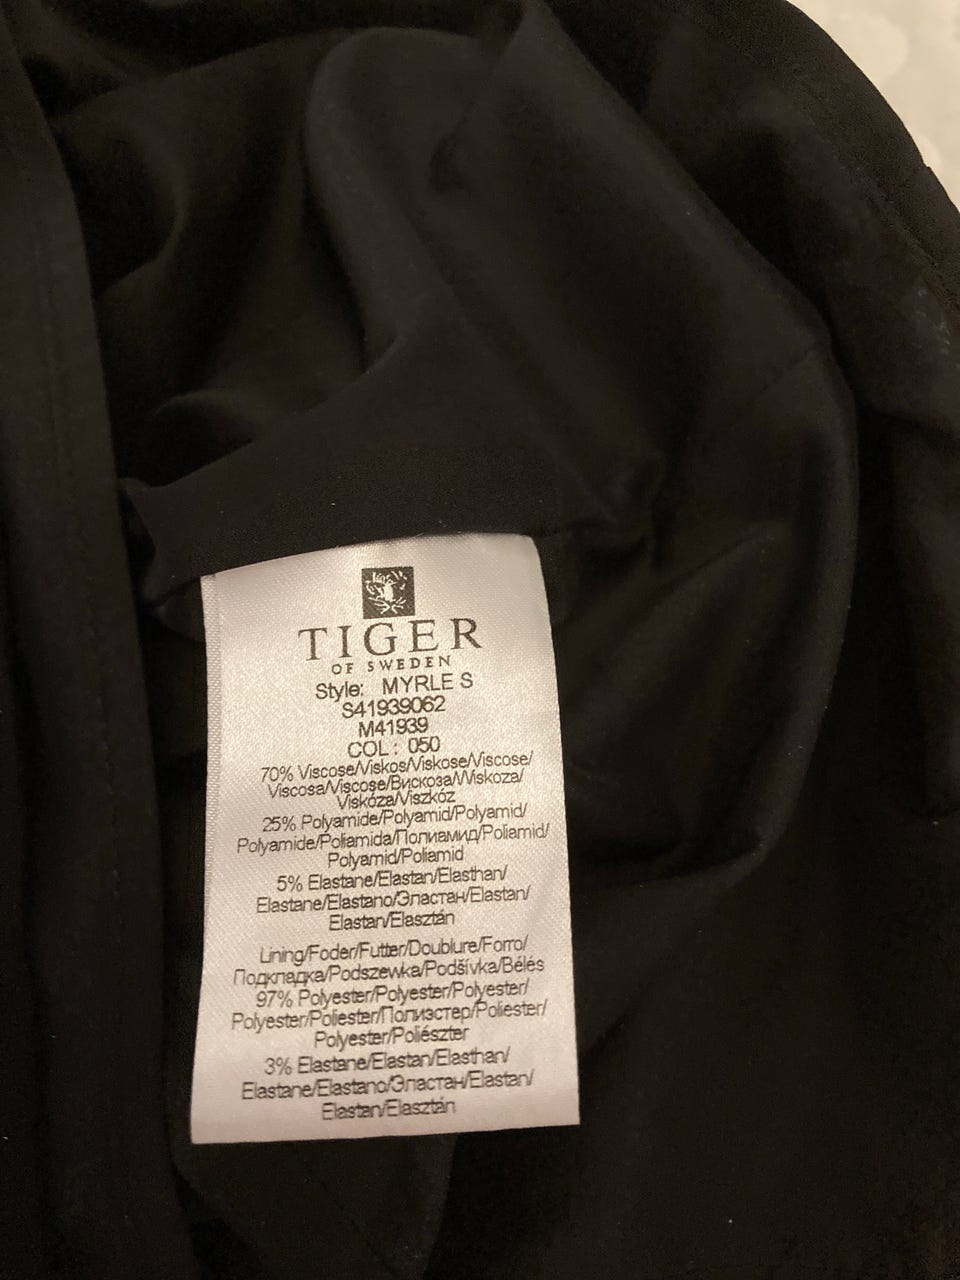 TIGER
OF SWEDEN
Style: MYRLE S
S41939062
M41939
COL: 050
70% Viscose/Viskos/Viskose/Viscose/
Viscosa/Viscose/Вискоза/Wiskoza/
Viskóza/Viszkóz
25% Polyamide/Polyamid/Polyamid/
Polyamide/Poliamida/Полиамид/Poliamid/
Polyamid/Poliamid
5% Elastane/Elastan/Elasthan/
Elastane/Elastano/Эластан/Elastan/
Elastan/Elasztán
Lining/Foder/Futter/Doublure/Forro/
Подкладка/Podszewka/Podšívka/Bélés
97% Polyester/Polyester/Polyester/
Polyester/Poliester/Полиэстер/Poliester/
Polyester/Poliészter
3% Elastane/Elastan/Elasthan/
Elastane/Elastano/Эластан/Elastan/
Elastan/Elasztán